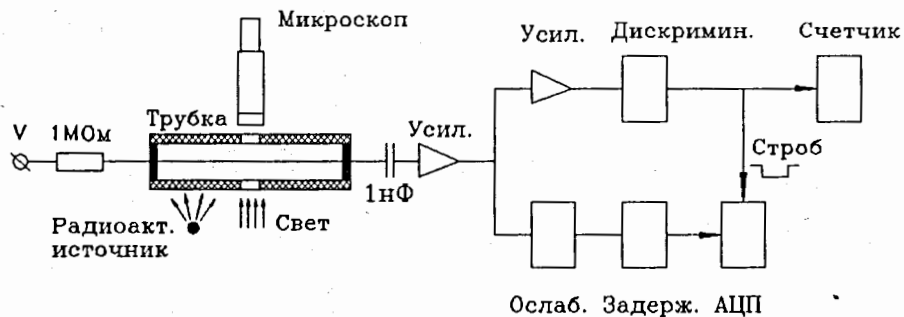 Микроскоп
Усил.
Дискримин.
Счетчик
V
1МОм
Трубка
Усил.
Строб
1нФ
Радиоакт.
источник
Свет
Ослаб.
Задерж.
АЦП